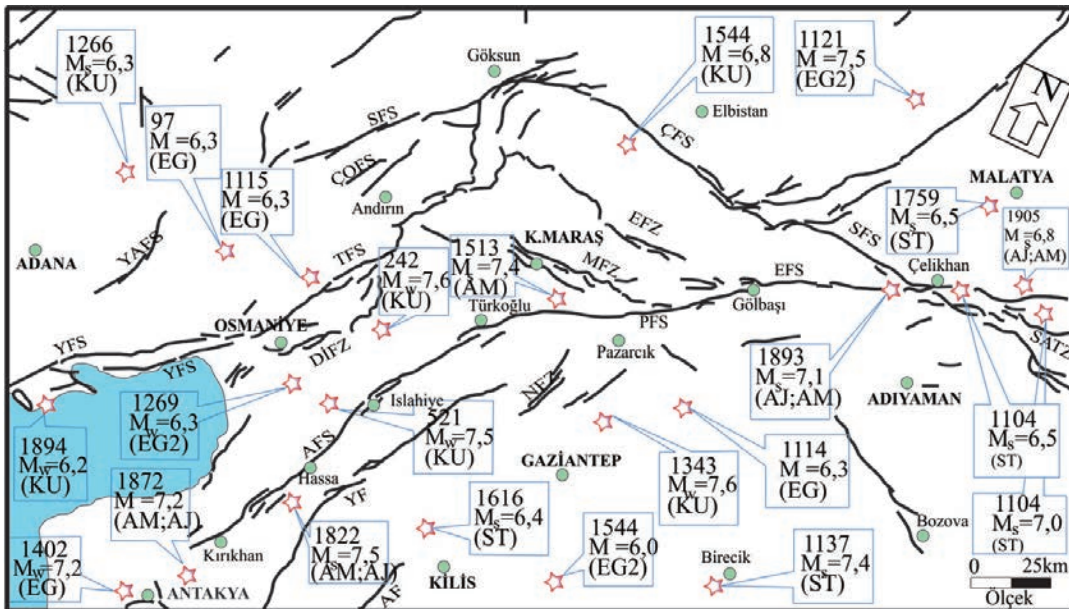 1266
Ms=6,3
(KU)
97
M =6,3
(EG)
1115
M =6,3
(EG)
Göksun
SFS
ÇOFS
Andırın
YAFS
ADANA
TFS
1544
M =6,8
(KU)
Elbistan
ÇFS
1121
M =7,5
(EG2)
N
MALATYA
1759
Ms=6,5
(ST)
1905
Ms=6,8
(AJ;AM)
SFS
Çelikhan
EFZ
K.MARAŞ
MFZ
EFS
Gölbaşı
242
Mw=7,6
(KU)
1513
M =7,4
(AM)
Türkoğlu
PFS
Pazarcık
OSMANİYE
DİFZ
YFS
YFS
SATZ
1893
Ms=7,1
(AJ;AM)
ADIYAMAN
1104
Ms=6,5
(ST)
1104
Ms=7,0
(ST)
NFZ
Islahiye
1269
Mw=6,3
(EG2)
521
Mw=7,5
(KU)
1894
Mw=6,2
(KU)
AFS
Hassa
YF
GAZİANTEP
1343
Mw=7,6
(KU)
1114
M =6,3
(EG)
1872
M =7,2
(AM;AJ)
1616
Ms=6,4
(ST)
Kırıkhan
1822
Ms=7,5
(AM;AJ)
1402
Mw=7,2
(EG)
ANTAKYA
AF
KİLİS
1544
M =6,0
(EG2)
Birecik
1137
M =7,4
(ST)
Bozova
0 25km
Ölçek